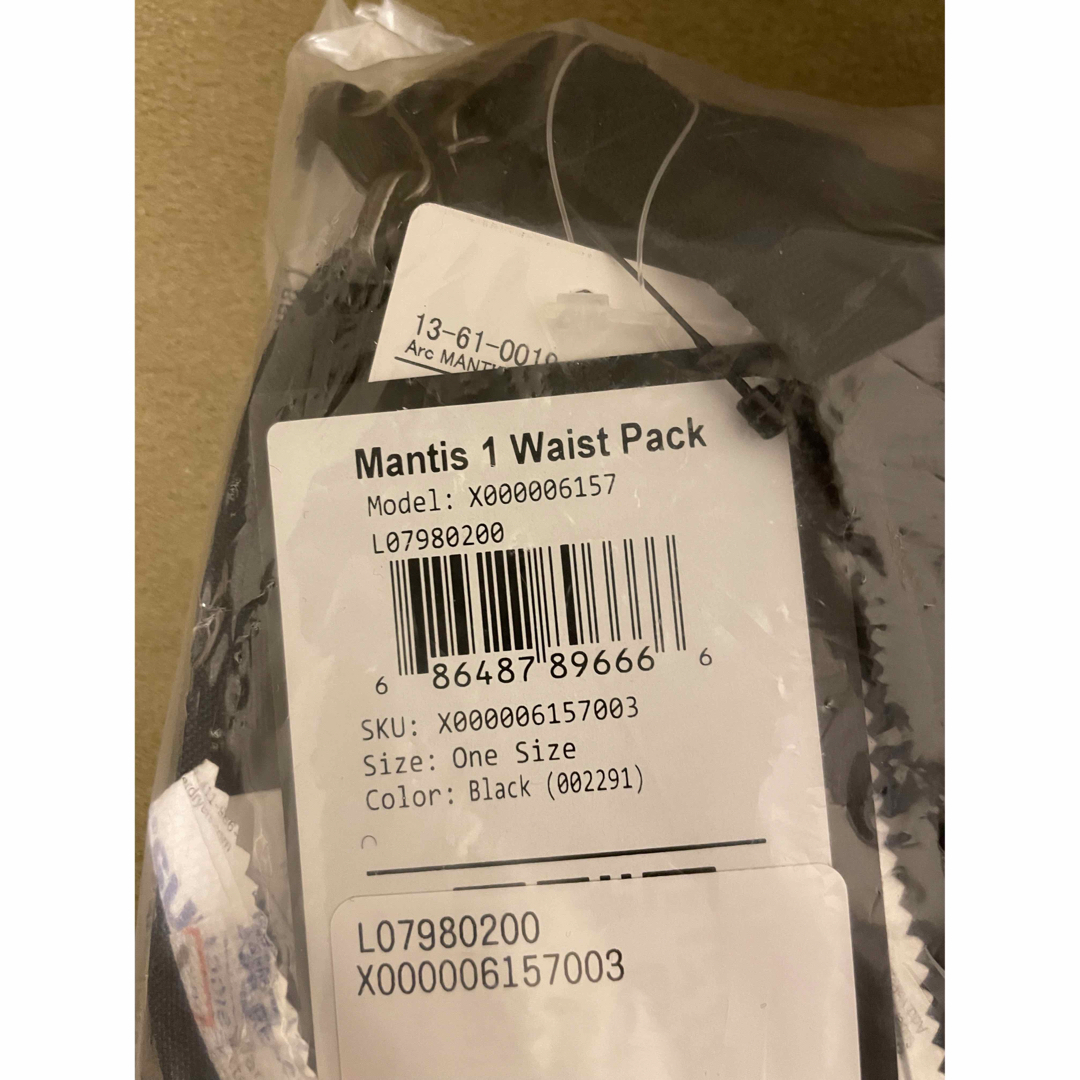 13-61-0019
Arc MANTIS
Mantis 1 Waist Pack
Model: X000006157
L07980200
6 86487 89666 6
SKU: X000006157003
Size: One Size
Color: Black (002291)
L07980200
X000006157003